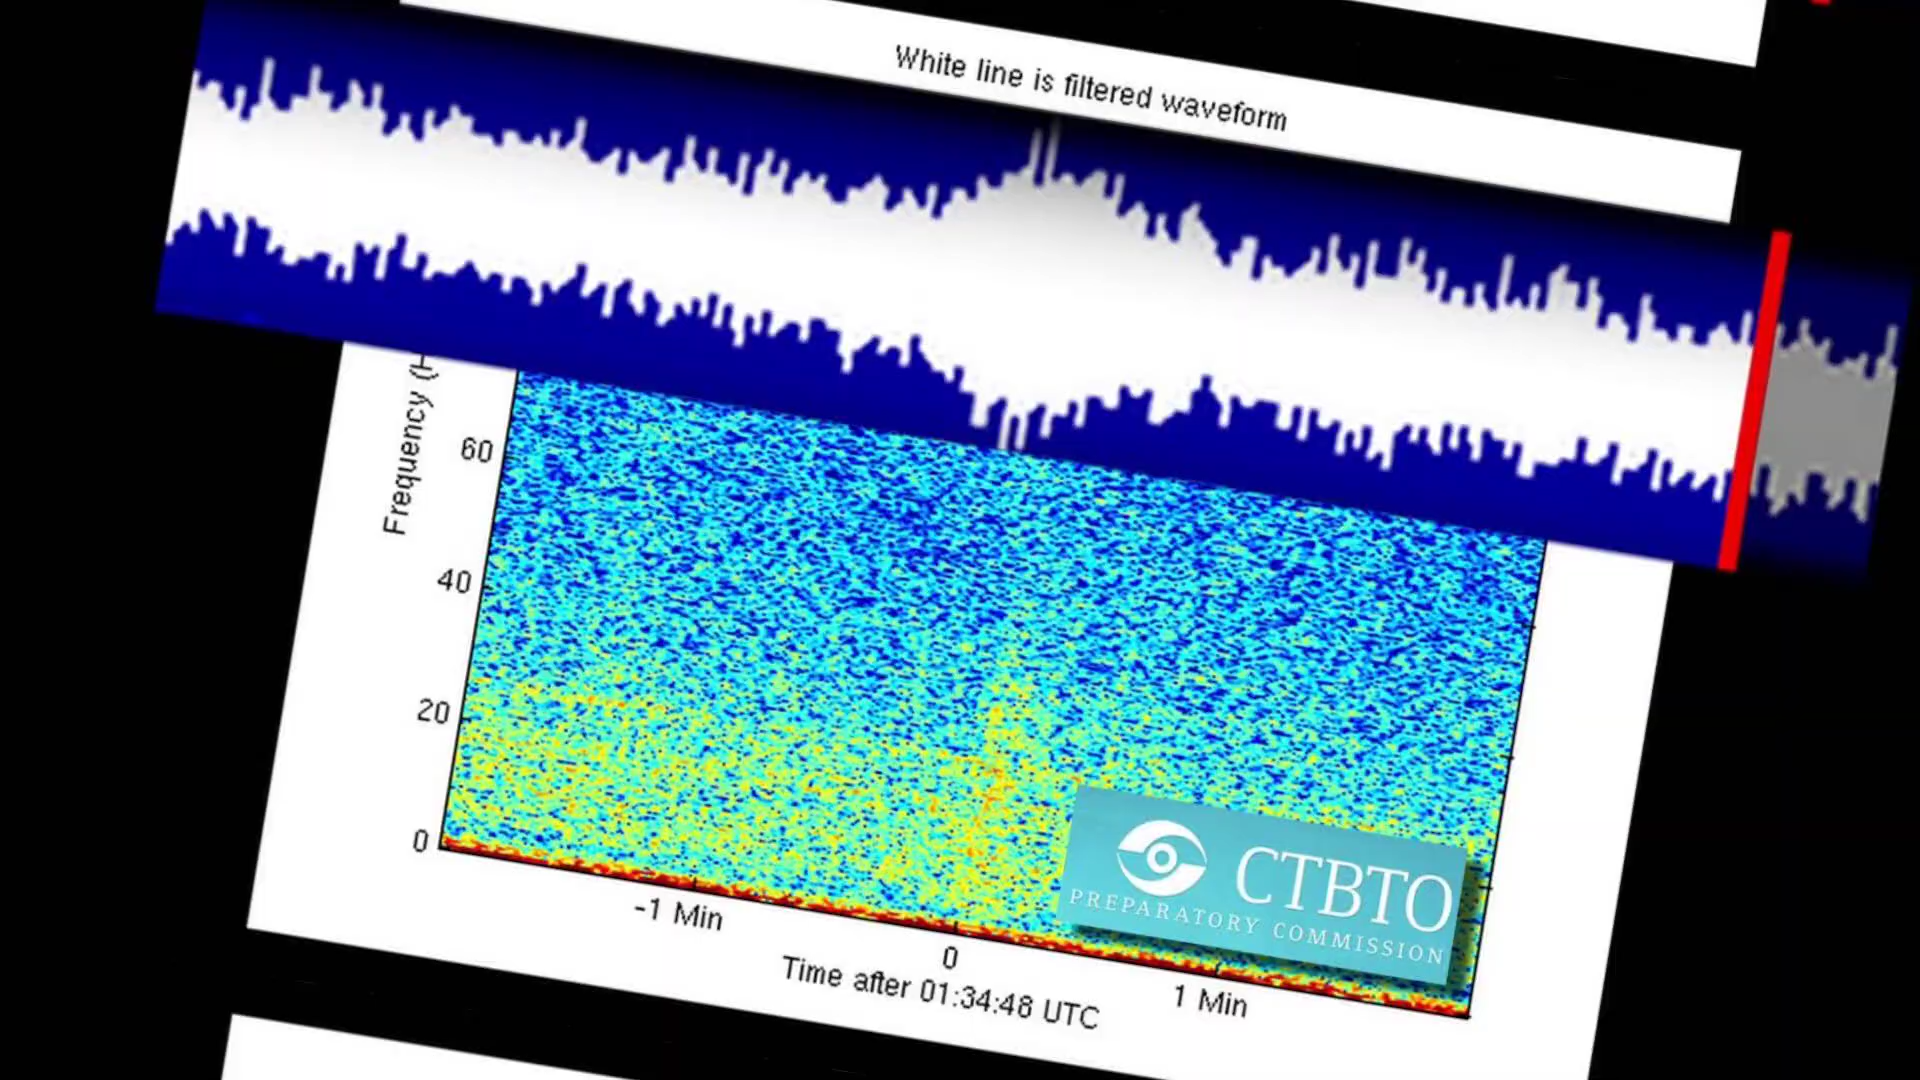 White line is filtered waveform
Frequency (H
60
40
20
0
-1 Min
0
1 Min
Time after 01:34:48 UTC
CTBTO
PREPARATORY COMMISSION